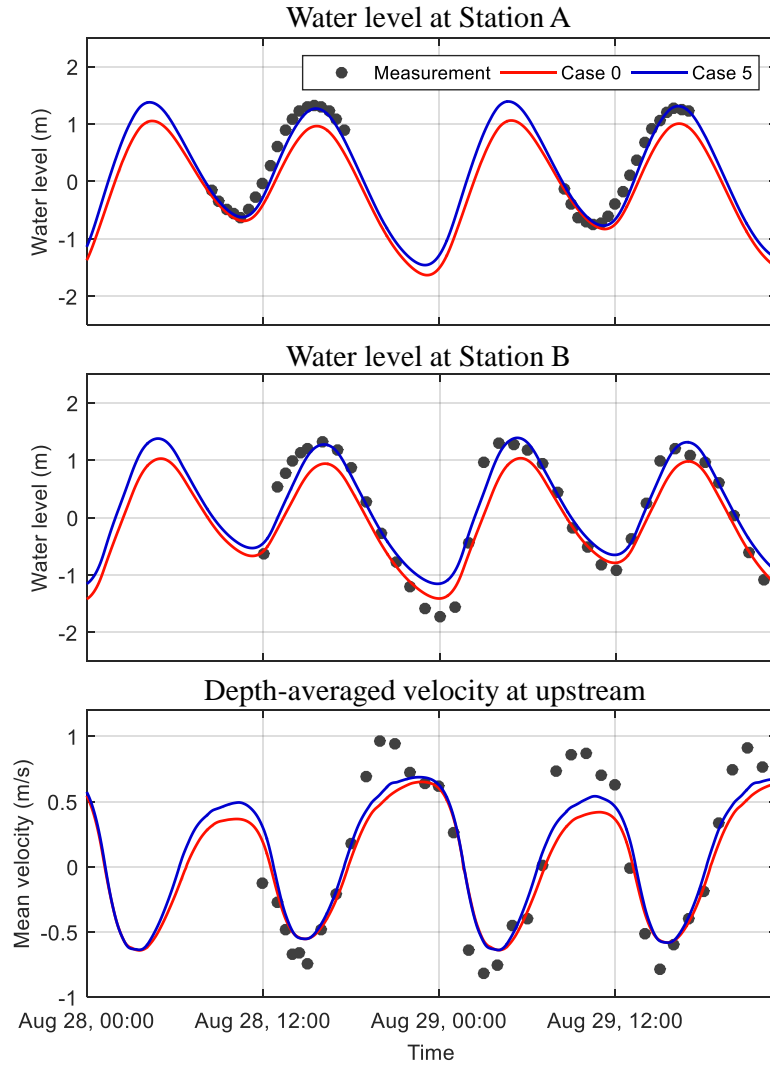 Water level at Station A
Measurement Case 0 Case 5
2
1
0
-1
-2
Water level (m)
Water level at Station B
2
1
0
-1
-2
Water level (m)
Depth-averaged velocity at upstream
1
0.5
0
-0.5
-1
Mean velocity (m/s)
Aug 28, 00:00 Aug 28, 12:00 Aug 29, 00:00 Aug 29, 12:00
Time